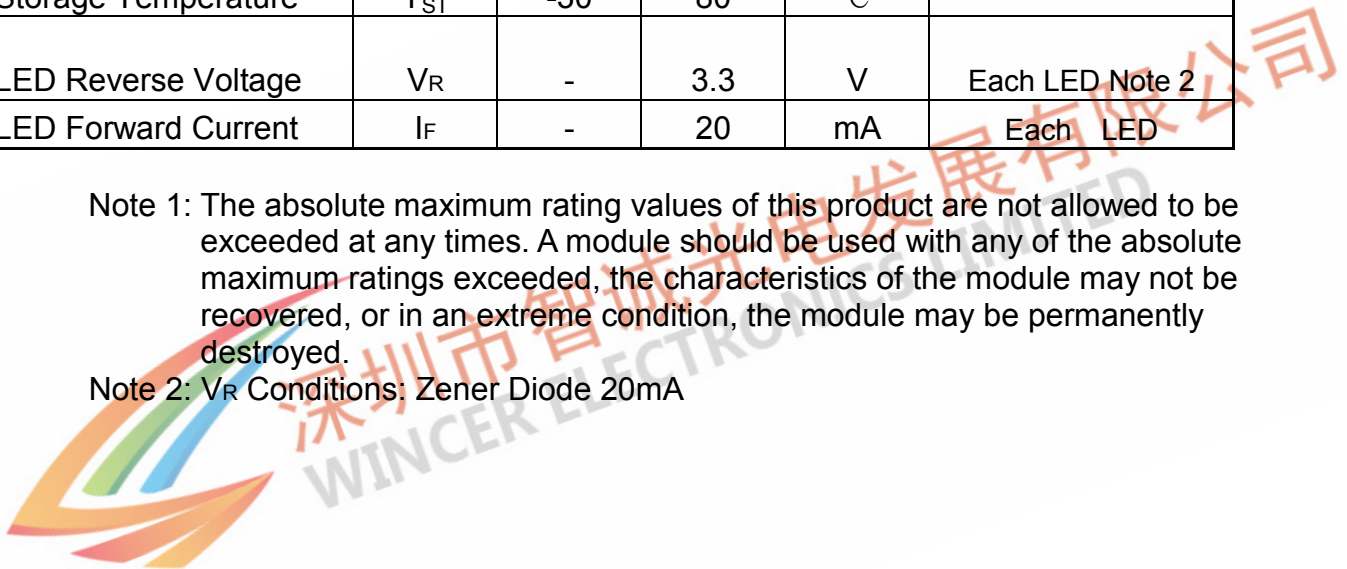 Storage Temperature TST -30 80 ℃
LED Reverse Voltage VR - 3.3 V Each LED Note 2
LED Forward Current IF - 20 mA Each LED
Note 1: The absolute maximum rating values of this product are not allowed to be
exceeded at any times. A module should be used with any of the absolute
maximum ratings exceeded, the characteristics of the module may not be
recovered, or in an extreme condition, the module may be permanently
destroyed.
Note 2: VR Conditions: Zener Diode 20mA
深圳市智诚光电发展有限公司
WINCER ELECTRONICS LIMITED